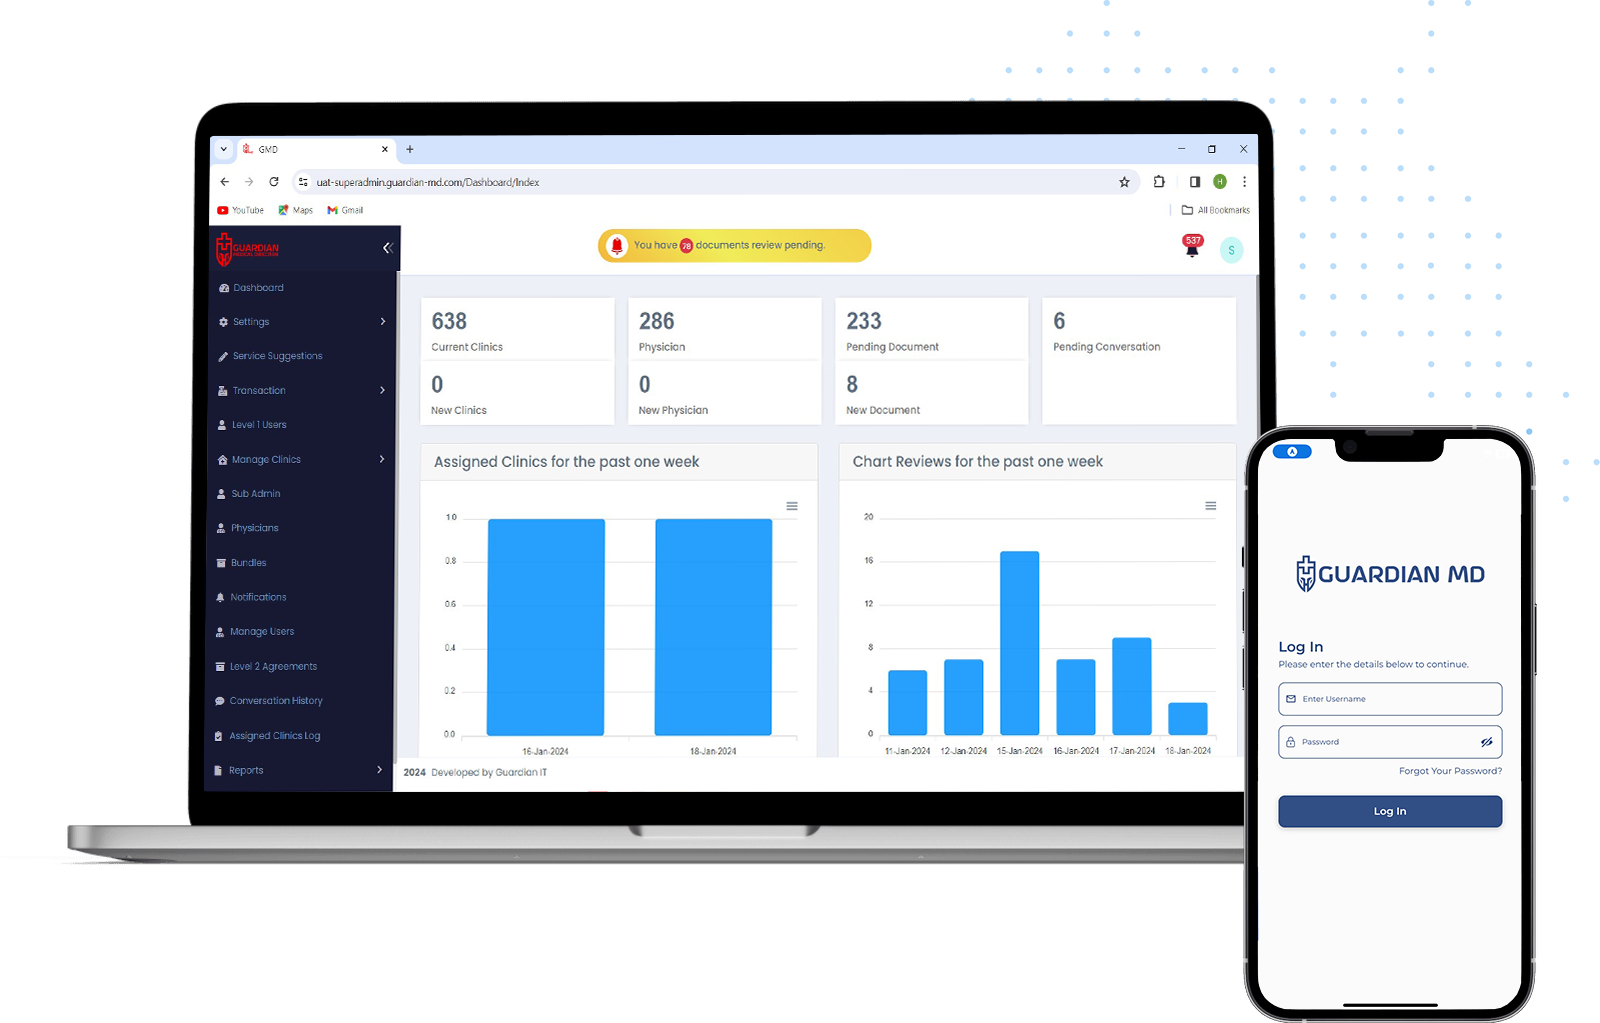 GMD
uat-superadmin.guardian-md.com/Dashboard/Index
YouTube
Maps
Gmail
All Bookmarks
GUARDIAN
MEDICAL DIRECTION
You have 78 documents review pending.
537
S
H
Dashboard
Settings
Service Suggestions
Transaction
Level 1 Users
Manage Clinics
Sub Admin
Physicians
Bundles
Notifications
Manage Users
Level 2 Agreements
Conversation History
Assigned Clinics Log
Reports
638
Current Clinics
0
New Clinics
286
Physician
0
New Physician
233
Pending Document
8
New Document
6
Pending Conversation
Assigned Clinics for the past one week
1.0
0.8
0.6
0.4
0.2
0.0
16-Jan-2024
18-Jan-2024
Chart Reviews for the past one week
20
16
12
8
4
0
11-Jan-2024
12-Jan-2024
15-Jan-2024
16-Jan-2024
17-Jan-2024
18-Jan-2024
2024 Developed by Guardian IT
GUARDIAN MD
Log In
Please enter the details below to continue.
Enter Username
Password
Forgot Your Password?
Log In